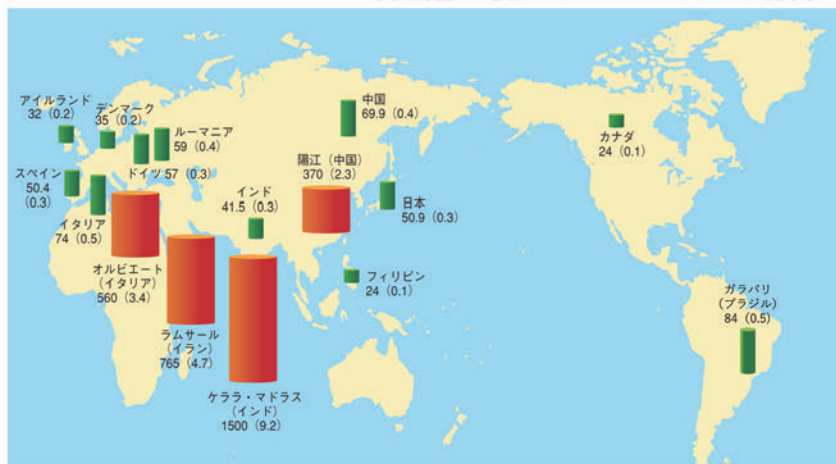 アイルランド
32（0.2）
デンマーク
35（0.2）
ルーマニア
59（0.4）
ドイツ 57（0.3）
スペイン
50.4
（0.3）
イタリア
74（0.5）
オルビエート
（イタリア）
560（3.4）
ラムサール
（イラン）
765（4.7）
ケララ・マドラス
（インド）
1500（9.2）
インド
41.5（0.3）
中国
69.9（0.4）
陽江（中国）
370（2.3）
日本
50.9（0.3）
フィリピン
24（0.1）
カナダ
24（0.1）
ガラパリ
（ブラジル）
84（0.5）